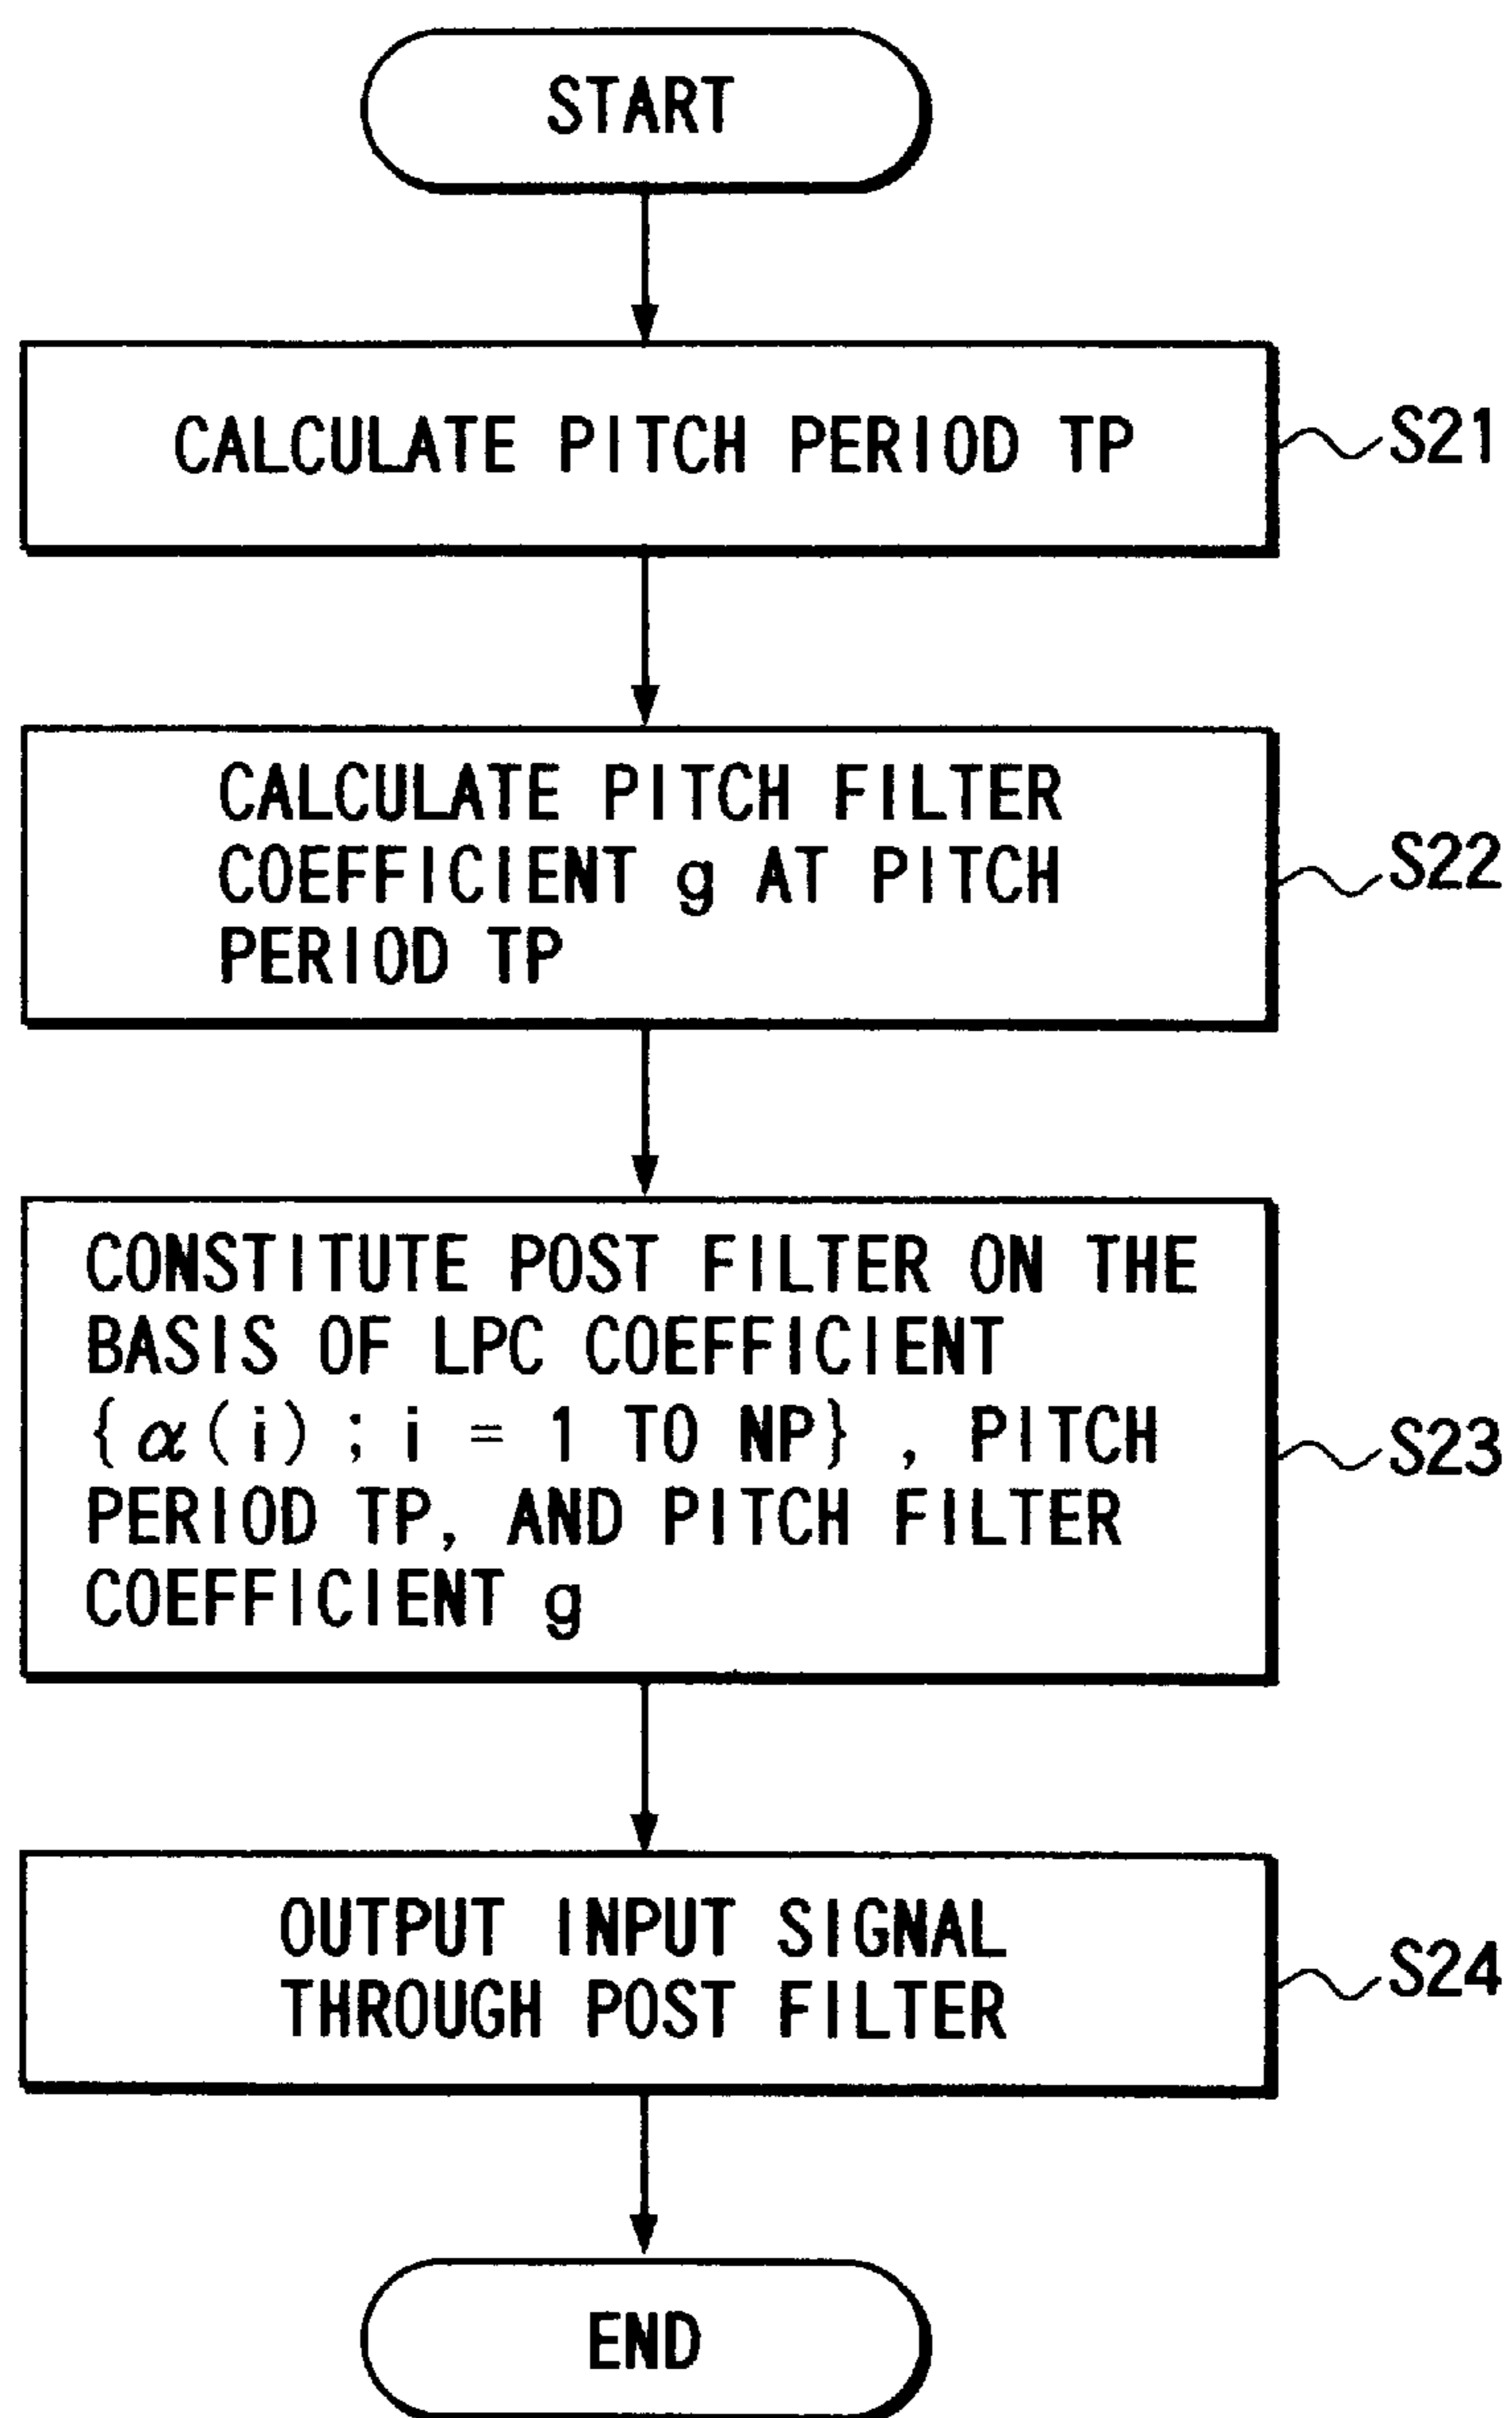 START
CALCULATE PITCH PERIOD TP
S21
CALCULATE PITCH FILTER
COEFFICIENT g AT PITCH
PERIOD TP
S22
CONSTITUTE POST FILTER ON THE
BASIS OF LPC COEFFICIENT
{α(i) ; i = 1 TO NP} , PITCH
PERIOD TP, AND PITCH FILTER
COEFFICIENT g
S23
OUTPUT INPUT SIGNAL
THROUGH POST FILTER
S24
END